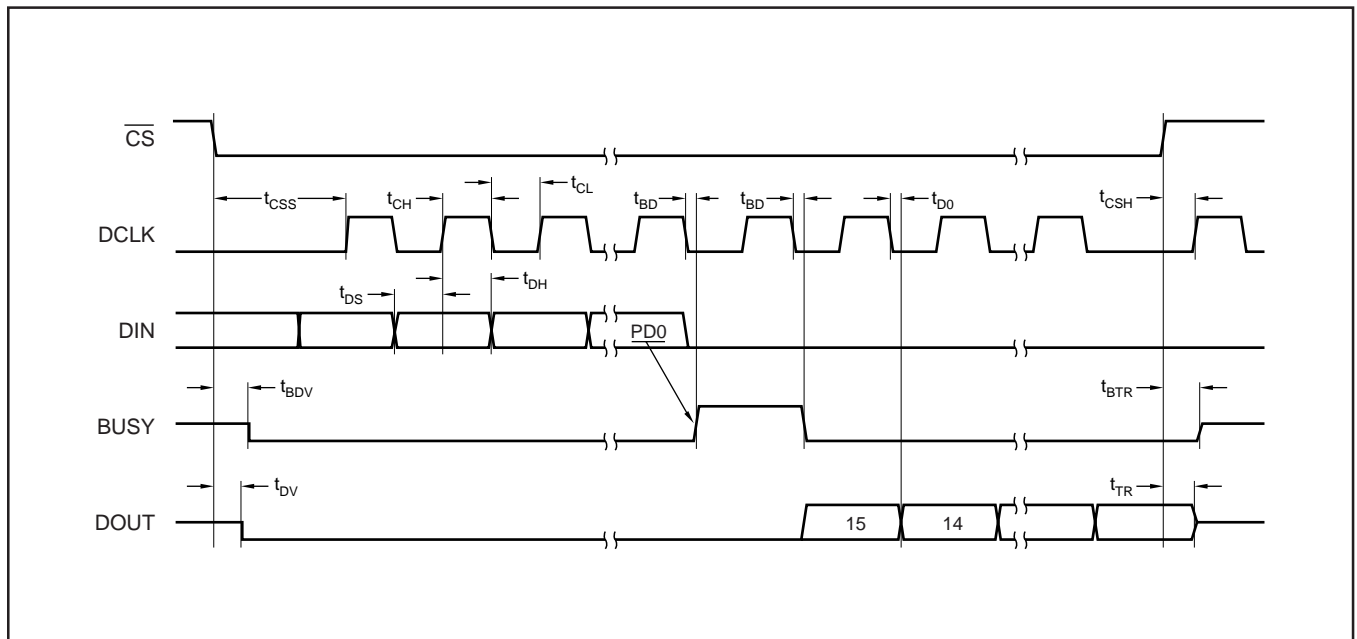 CS
tCSS
tCH
tCL
tBD
tBD
tD0
tCSH
DCLK
tDS
tDH
DIN
PD0
tBDV
tBTR
BUSY
tDV
tTR
DOUT
15
14